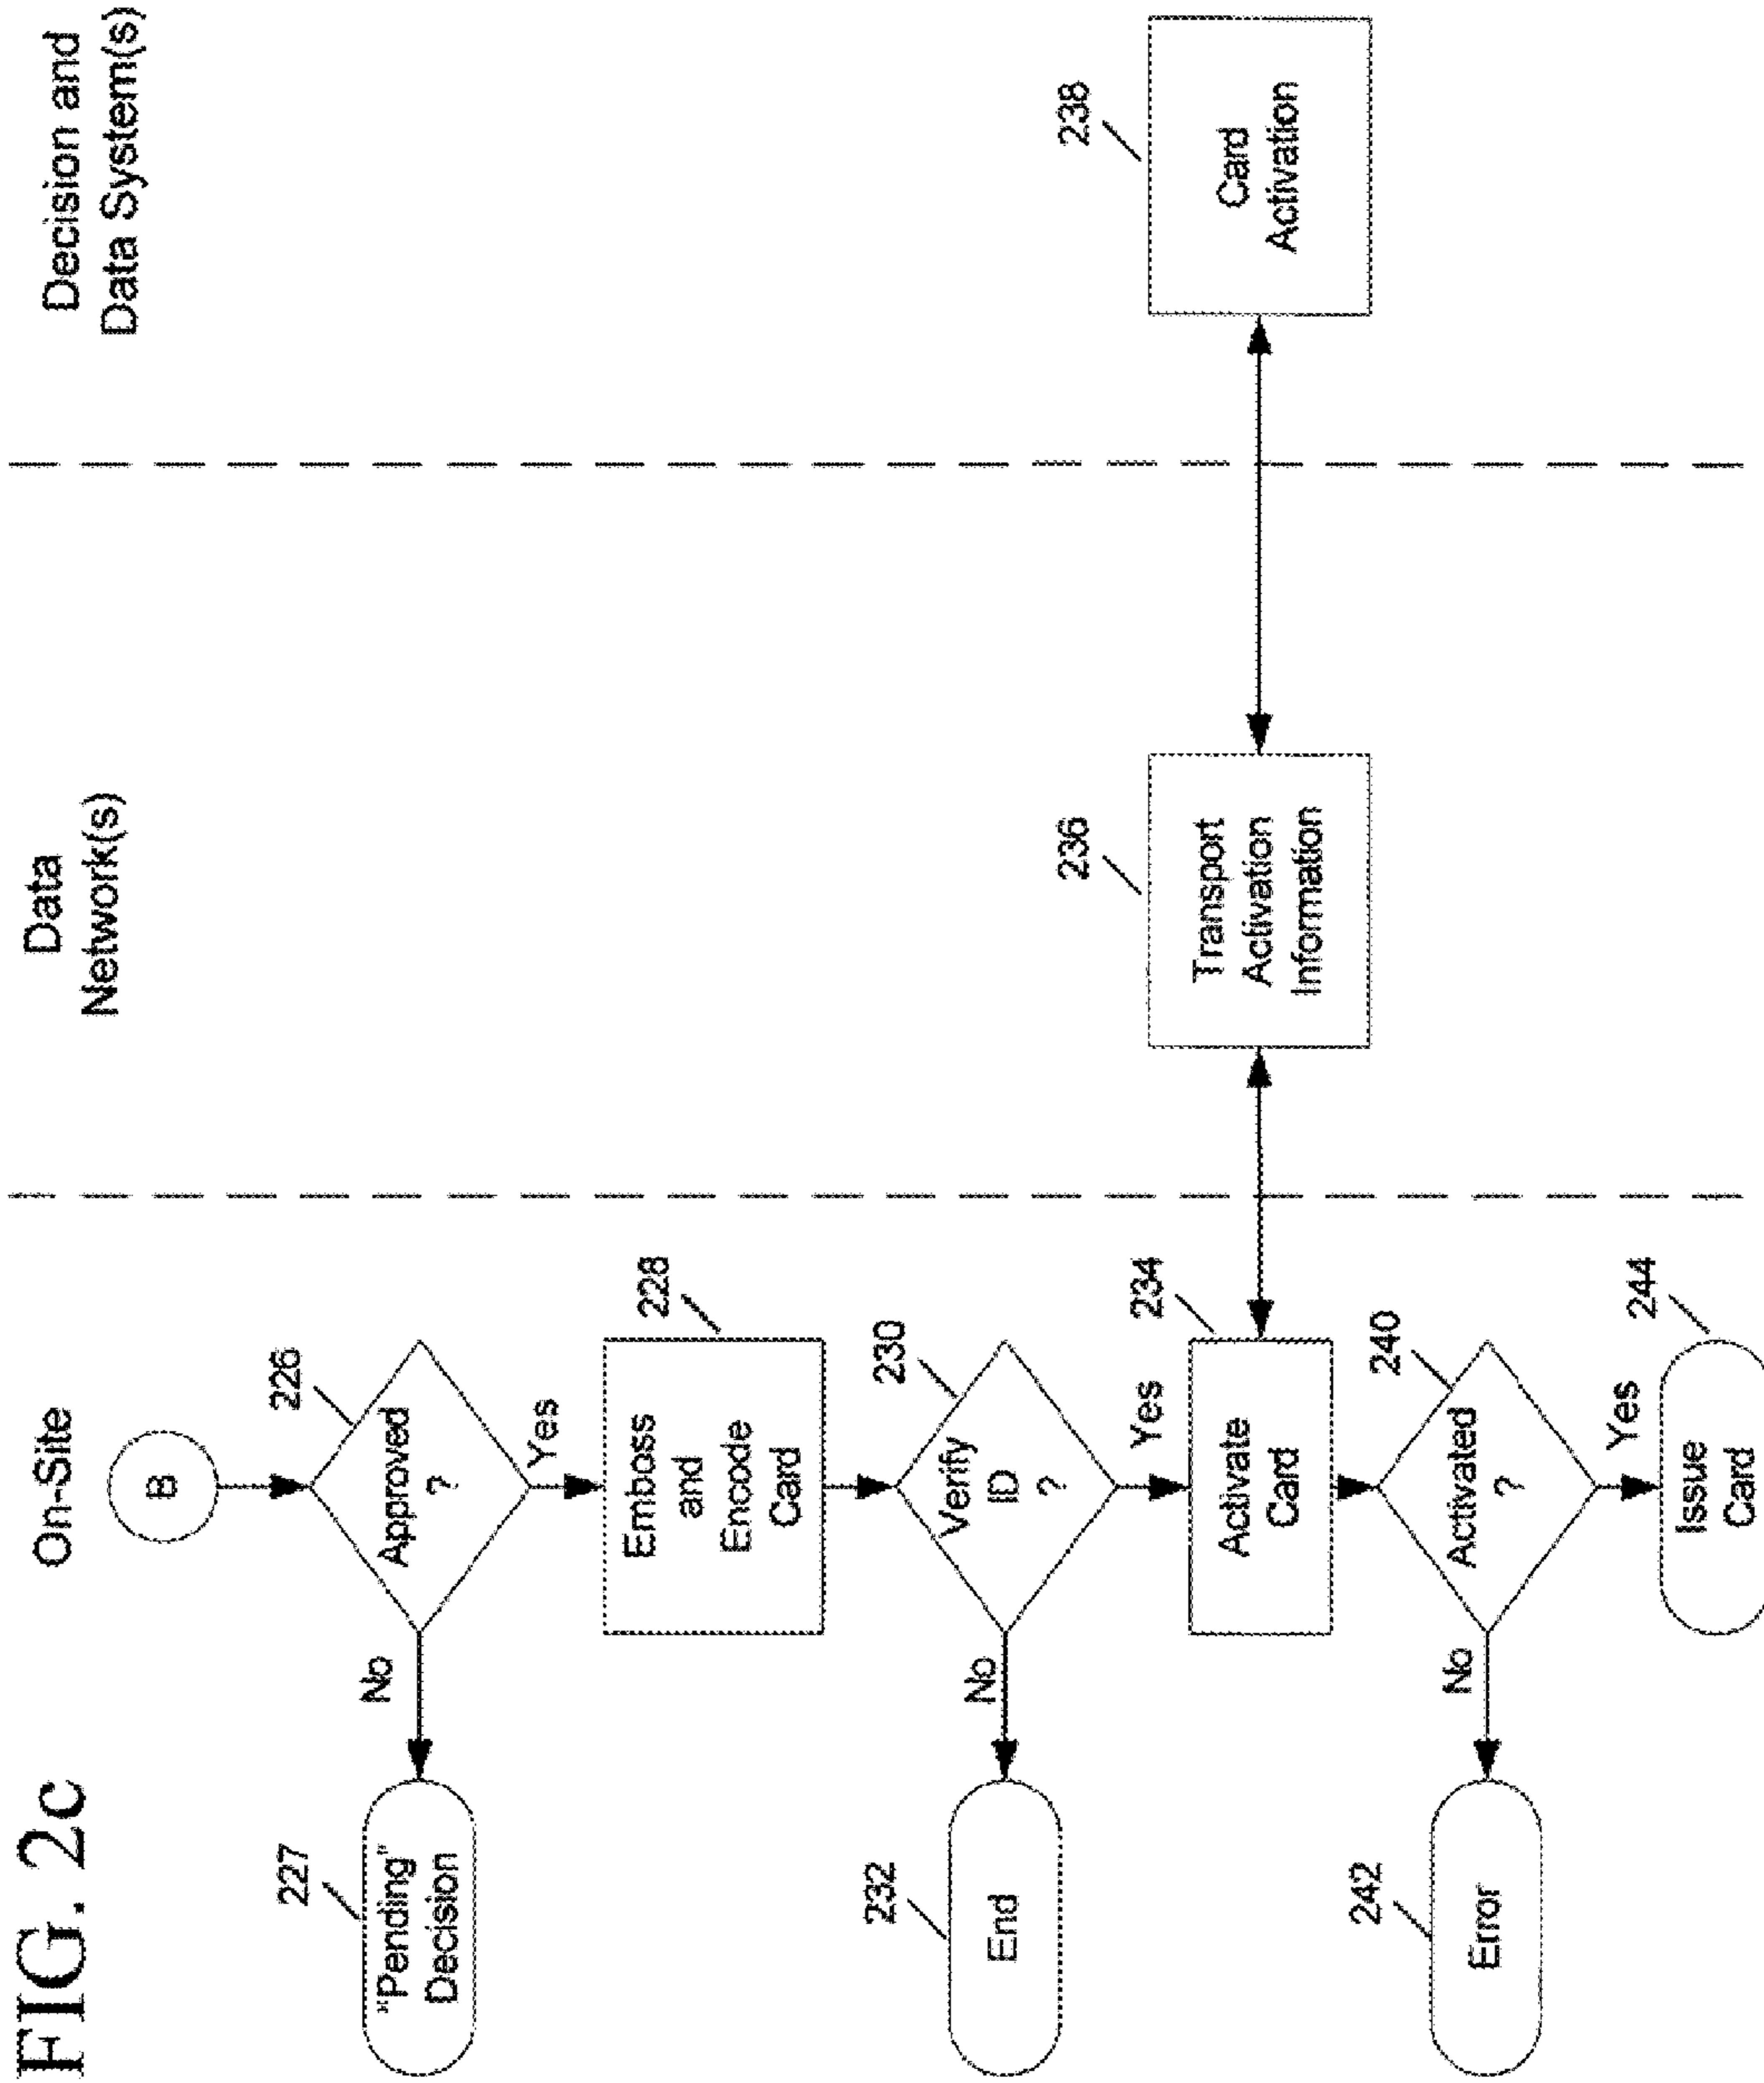 FIG. 2c
On-Site
Data
Network(s)
Decision and
Data System(s)
B
226
Approved
?
No
Yes
227
"Pending"
Decision
228
Emboss
and
Encode
Card
230
Verify
ID
?
No
Yes
232
End
234
Activate
Card
236
Transport
Activation
Information
238
Card
Activation
240
Activated
?
No
Yes
242
Error
244
Issue
Card